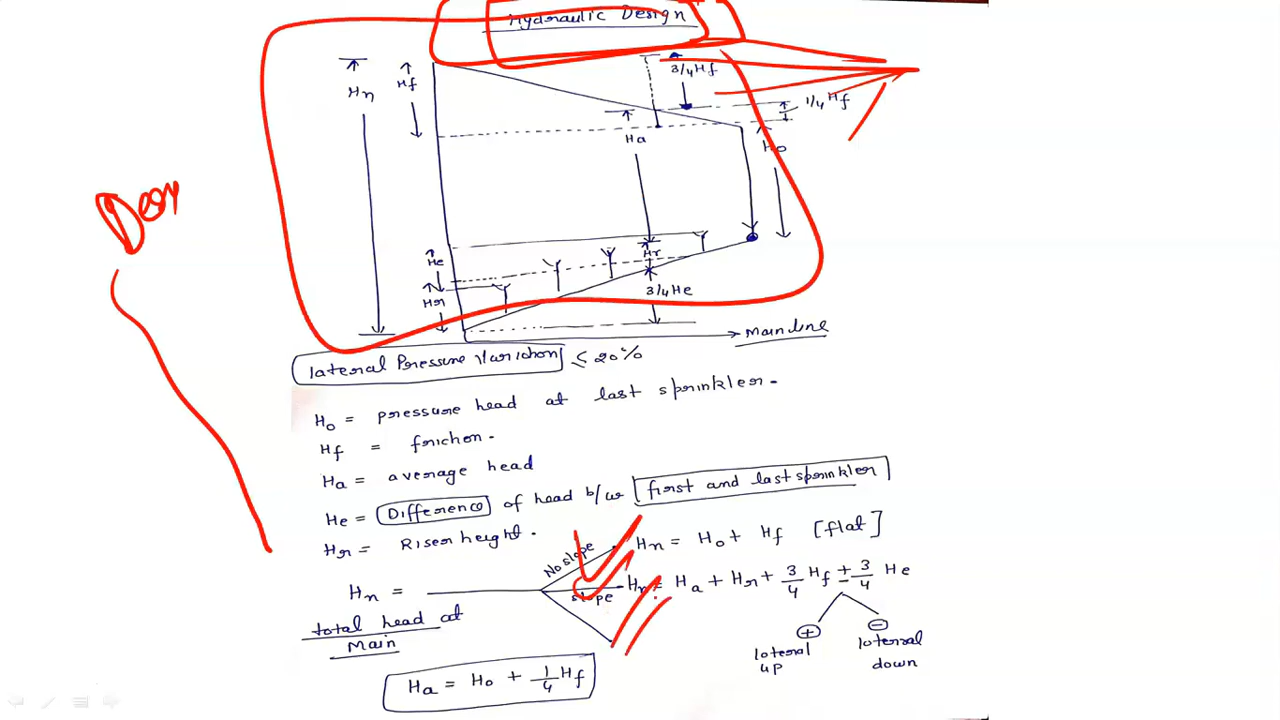 Hydraulic Design
Hn
Hf
3/4 Hf
1/4 Hf
Ha
Ho
Deng
He
Hr
Hr
3/4 He
Main line
lateral Pressure Variation ≤ 20%
Ho = pressure head at last sprinkler.
Hf = friction.
Ha = average head
He = Difference of head b/w first and last sprinkler
Hr = Riser height.
No slope
Hn = Ho + Hf [flat]
Hn =
slope
Hn = Ha + Hr + 3/4 Hf ± 3/4 He
total head at
Main
+
lateral
up
-
lateral
down
Ha = Ho + 1/4 Hf